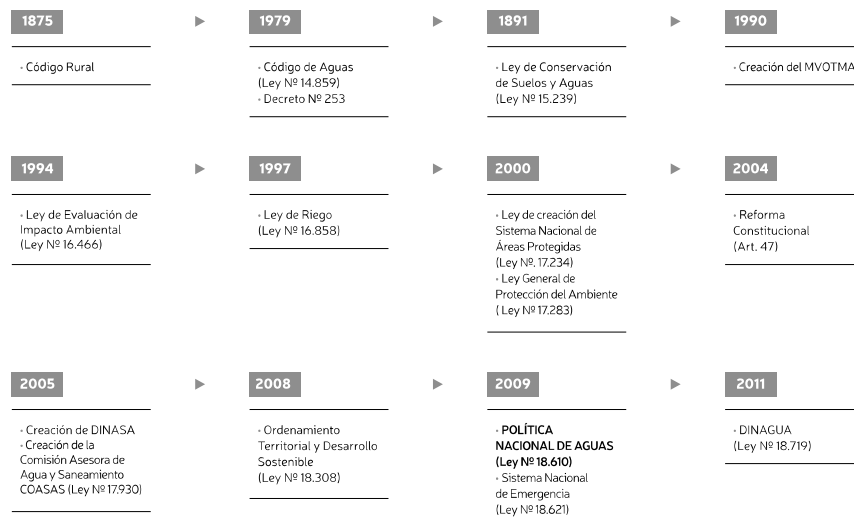 1875
· Código Rural
1979
· Código de Aguas
(Ley Nº 14.859)
· Decreto Nº 253
1891
· Ley de Conservación
de Suelos y Aguas
(Ley Nº 15.239)
1990
· Creación del MVOTMA
1994
· Ley de Evaluación de
Impacto Ambiental
(Ley Nº 16.466)
1997
· Ley de Riego
(Ley Nº 16.858)
2000
· Ley de creación del
Sistema Nacional de
Áreas Protegidas
(Ley Nº. 17.234)
· Ley General de
Protección del Ambiente
( Ley Nº 17.283)
2004
· Reforma
Constitucional
(Art. 47)
2005
· Creación de DINASA
· Creación de la
Comisión Asesora de
Agua y Saneamiento
COASAS (Ley Nº 17.930)
2008
· Ordenamiento
Territorial y Desarrollo
Sostenible
(Ley Nº 18.308)
2009
· POLÍTICA
NACIONAL DE AGUAS
(Ley Nº 18.610)
· Sistema Nacional
de Emergencia
(Ley Nº 18.621)
2011
· DINAGUA
(Ley Nº 18.719)